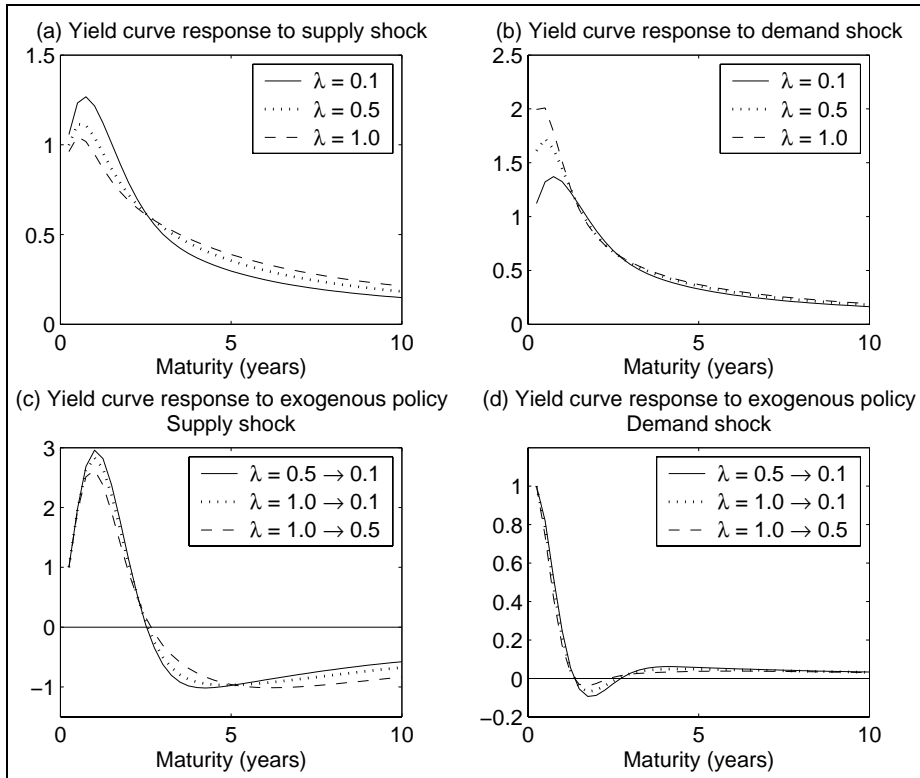 (a) Yield curve response to supply shock
1.5
1
0.5
0
λ = 0.1
λ = 0.5
λ = 1.0
0 5 10
Maturity (years)
(b) Yield curve response to demand shock
2.5
2
1.5
1
0.5
0
λ = 0.1
λ = 0.5
λ = 1.0
0 5 10
Maturity (years)
(c) Yield curve response to exogenous policy
Supply shock
3
2
1
0
−1
λ = 0.5 → 0.1
λ = 1.0 → 0.1
λ = 1.0 → 0.5
0 5 10
Maturity (years)
(d) Yield curve response to exogenous policy
Demand shock
1
0.8
0.6
0.4
0.2
0
−0.2
λ = 0.5 → 0.1
λ = 1.0 → 0.1
λ = 1.0 → 0.5
0 5 10
Maturity (years)